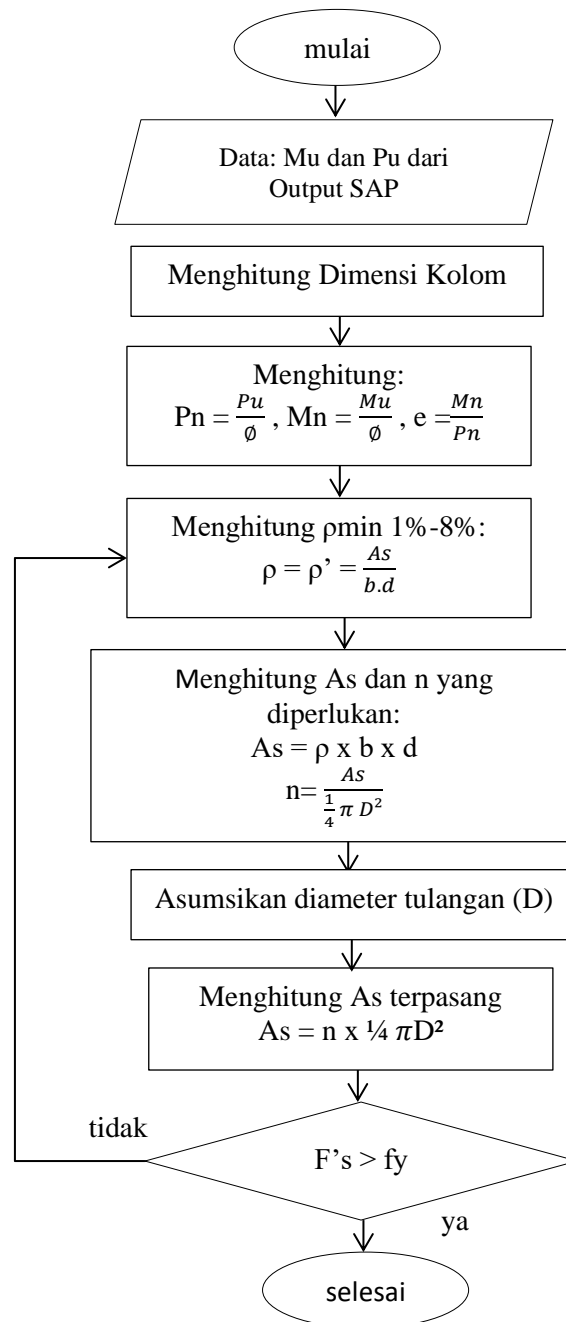 mulai
Data: Mu dan Pu dari
Output SAP
Menghitung Dimensi Kolom
Menghitung:
Pn = Pu/∅ , Mn = Mu/∅ , e = Mn/Pn
Menghitung ρmin 1%-8%:
ρ = ρ’ = As/b.d
Menghitung As dan n yang
diperlukan:
As = ρ x b x d
n= As/(1/4 π D²)
Asumsikan diameter tulangan (D)
Menghitung As terpasang
As = n x ¼ πD²
tidak
F’s > fy
ya
selesai